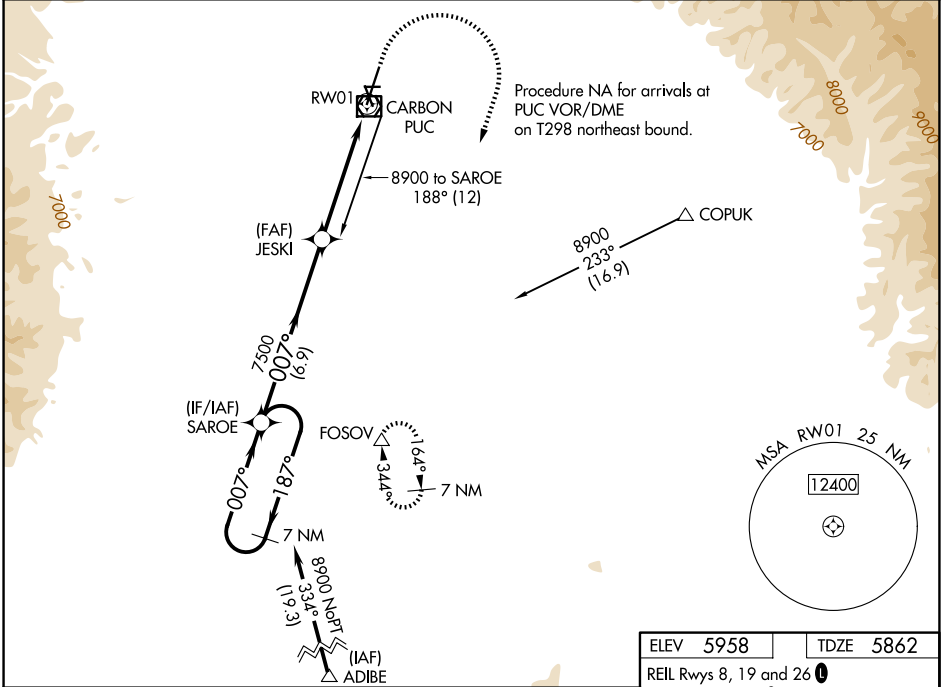 8000
9000
7000
7000
RW01
CARBON
PUC
Procedure NA for arrivals at
PUC VOR/DME
on T298 northeast bound.
8900 to SAROE
188° (12)
(FAF)
JESKI
COPUK
8900
233°
(16.9)
7500
007°
(6.9)
(IF/IAF)
SAROE
FOSOV
164°
344°
7 NM
007°
187°
7 NM
MSA RW01 25 NM
12400
8900 NoPT
334°
(19.3)
(IAF)
ADIBE
ELEV 5958
TDZE 5862
REIL Rwys 8, 19 and 26 L